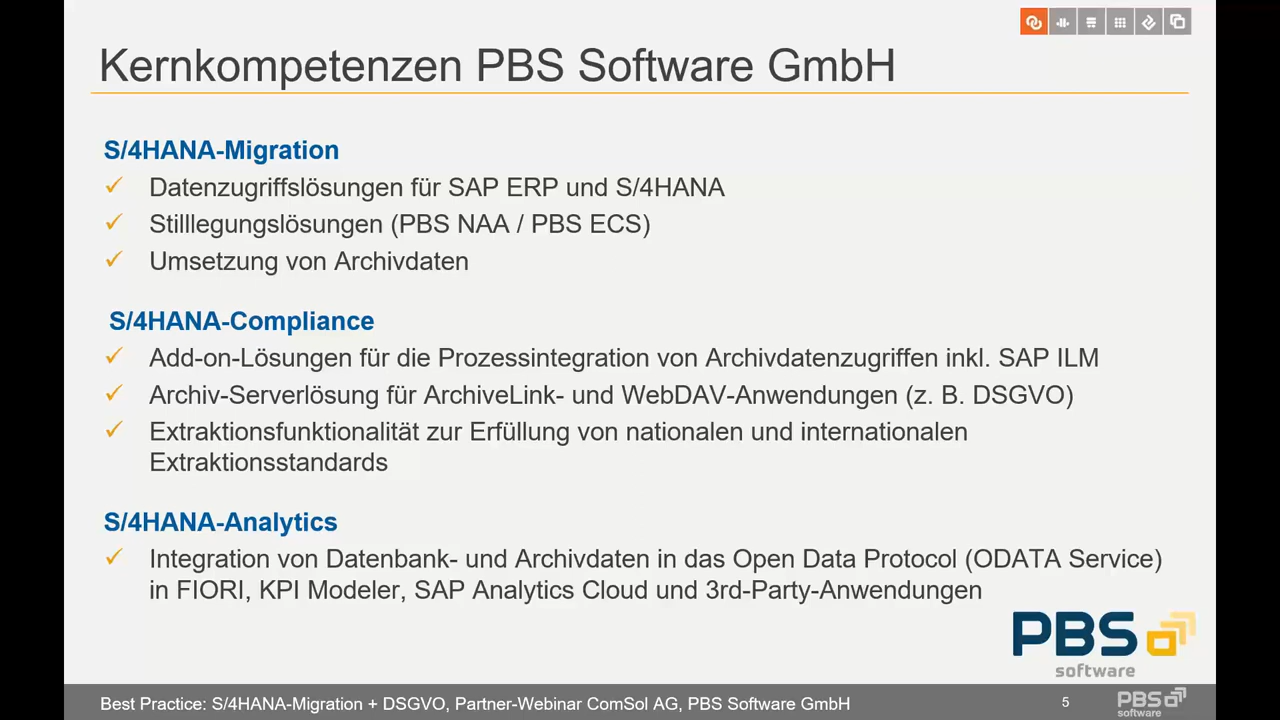 Kernkompetenzen PBS Software GmbH
S/4HANA-Migration
Datenzugriffslösungen für SAP ERP und S/4HANA
Stilllegungslösungen (PBS NAA / PBS ECS)
Umsetzung von Archivdaten
S/4HANA-Compliance
Add-on-Lösungen für die Prozessintegration von Archivdatenzugriffen inkl. SAP ILM
Archiv-Serverlösung für ArchiveLink- und WebDAV-Anwendungen (z. B. DSGVO)
Extraktionsfunktionalität zur Erfüllung von nationalen und internationalen
Extraktionsstandards
S/4HANA-Analytics
Integration von Datenbank- und Archivdaten in das Open Data Protocol (ODATA Service)
in FIORI, KPI Modeler, SAP Analytics Cloud und 3rd-Party-Anwendungen
PBS
software
Best Practice: S/4HANA-Migration + DSGVO, Partner-Webinar ComSol AG, PBS Software GmbH
5
PBS
software